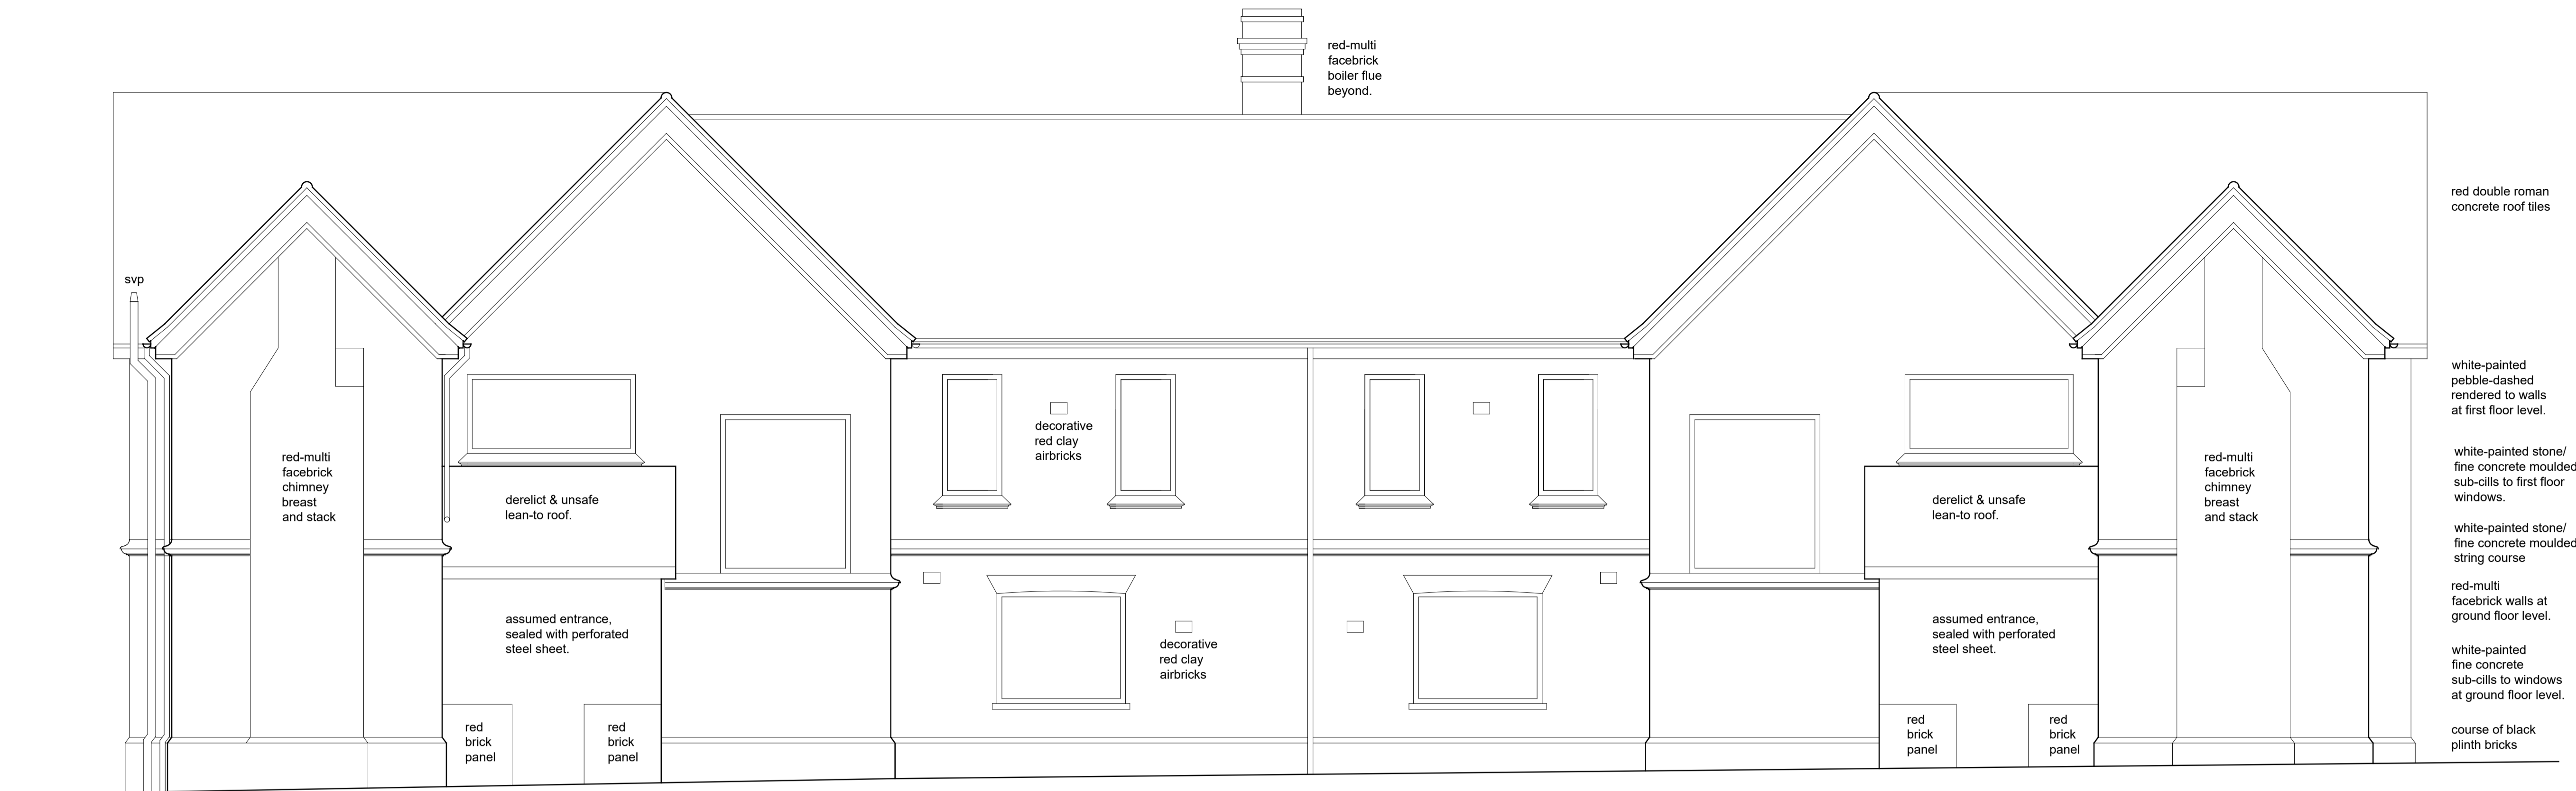 red-multi
facebrick
boiler flue
beyond.
svp
red-multi
facebrick
chimney
breast
and stack
derelict & unsafe
lean-to roof.
assumed entrance,
sealed with perforated
steel sheet.
red
brick
panel
red
brick
panel
decorative
red clay
airbricks
decorative
red clay
airbricks
derelict & unsafe
lean-to roof.
assumed entrance,
sealed with perforated
steel sheet.
red
brick
panel
red
brick
panel
red-multi
facebrick
chimney
breast
and stack
red double roman
concrete roof tiles
white-painted
pebble-dashed
rendered to walls
at first floor level.
white-painted stone/
fine concrete moulded
sub-cills to first floor
windows.
white-painted stone/
fine concrete moulded
string course
red-multi
facebrick walls at
ground floor level.
white-painted
fine concrete
sub-cills to windows
at ground floor level.
course of black
plinth bricks